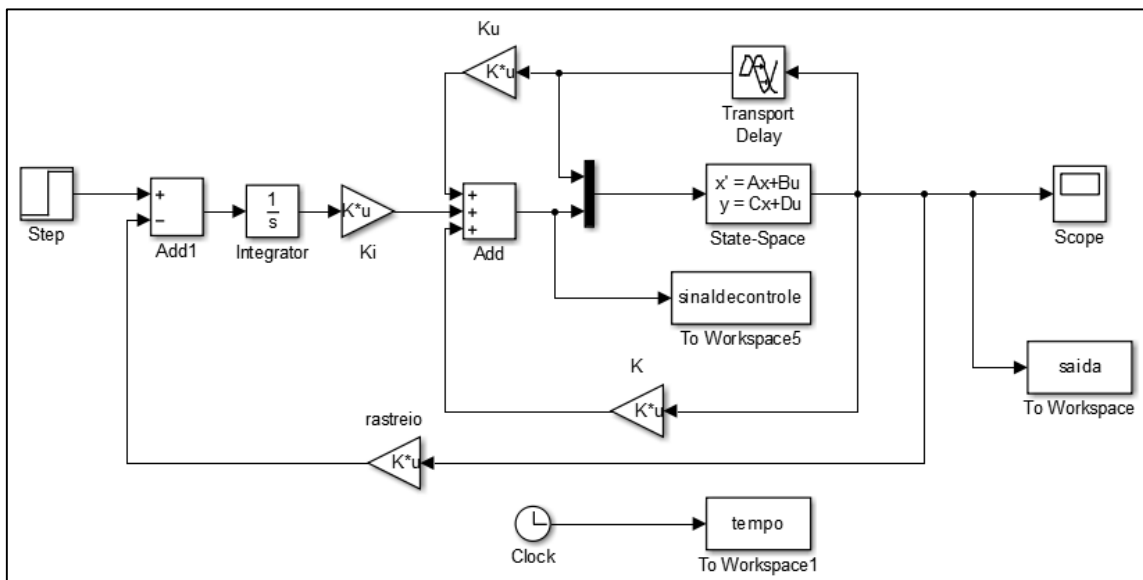 Ku
K*u
Transport
Delay
Step
+
−
Add1
1
s
Integrator
K*u
Ki
+
+
+
Add
x' = Ax+Bu
y = Cx+Du
State-Space
Scope
sinaldecontrole
To Workspace5
saida
To Workspace
K
K*u
rastreio
K*u
Clock
tempo
To Workspace1